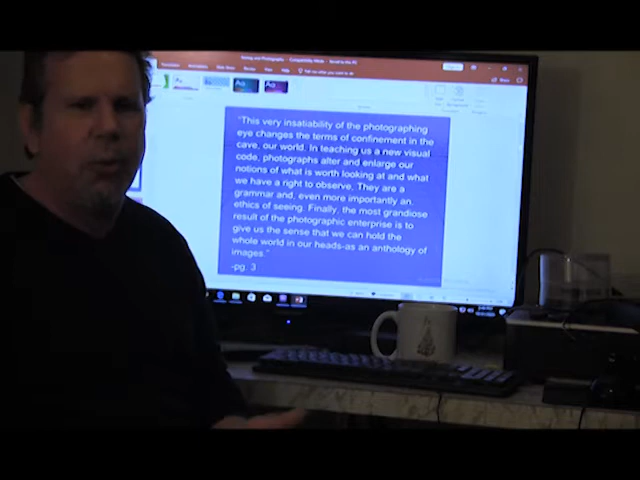 "This very insatiability of the photographing
eye changes the terms of confinement in the
cave, our world. In teaching us a new visual
code, photographs alter and enlarge our
notions of what is worth looking at and what
we have a right to observe. They are a
grammar and, even more importantly an,
ethics of seeing. Finally, the most grandiose
result of the photographic enterprise is to
give us the sense that we can hold the
whole world in our heads-as an anthology of
images."
-pg. 3